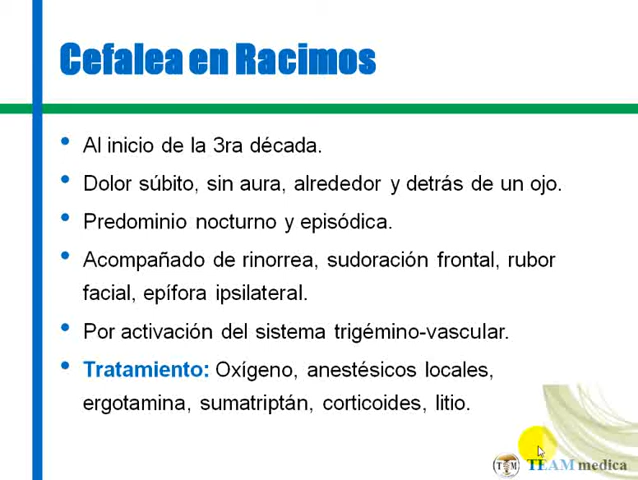 Cefalea en Racimos
Al inicio de la 3ra década.
Dolor súbito, sin aura, alrededor y detrás de un ojo.
Predominio nocturno y episódica.
Acompañado de rinorrea, sudoración frontal, rubor
facial, epífora ipsilateral.
Por activación del sistema trigémino-vascular.
Tratamiento: Oxígeno, anestésicos locales,
ergotamina, sumatriptán, corticoides, litio.
T M TEAM medica